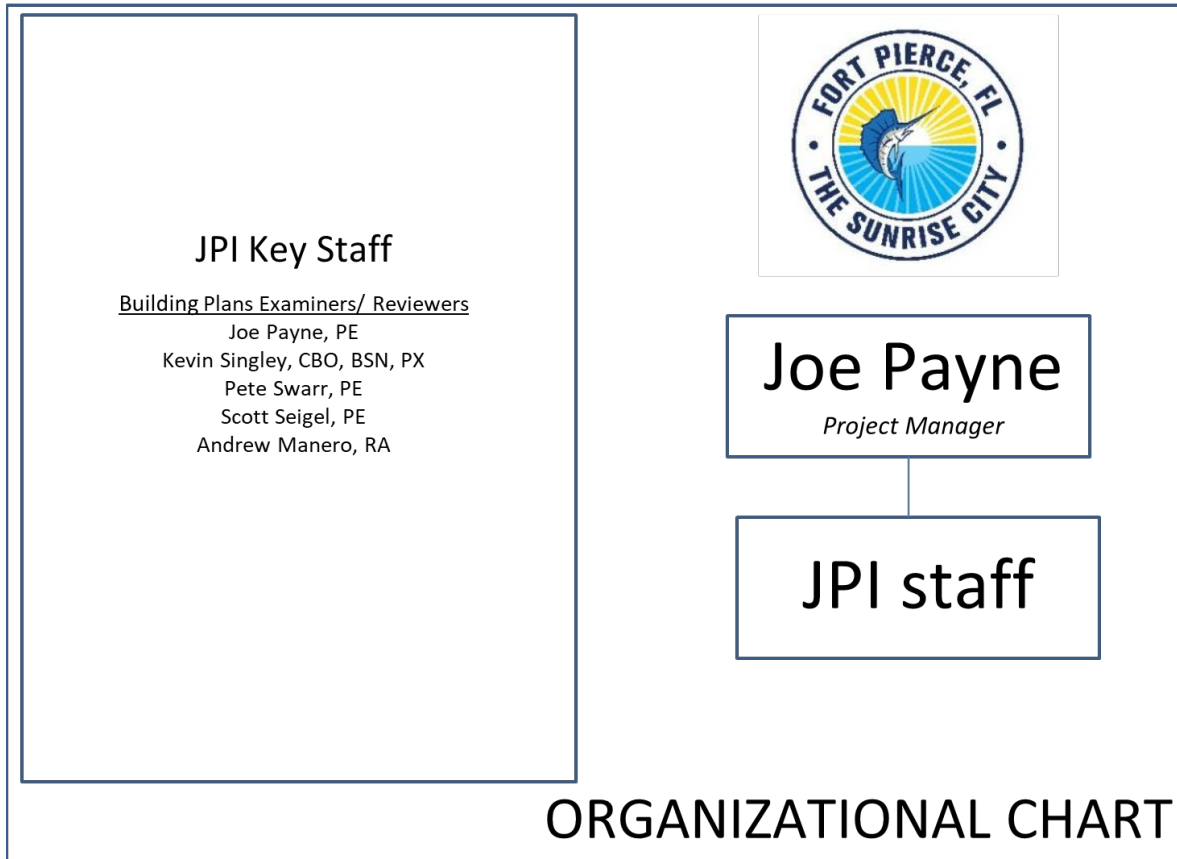 JPI Key Staff
Building Plans Examiners/ Reviewers
Joe Payne, PE
Kevin Singley, CBO, BSN, PX
Pete Swarr, PE
Scott Seigel, PE
Andrew Manero, RA
FORT PIERCE, FL
THE SUNRISE CITY
Joe Payne
Project Manager
JPI staff
ORGANIZATIONAL CHART